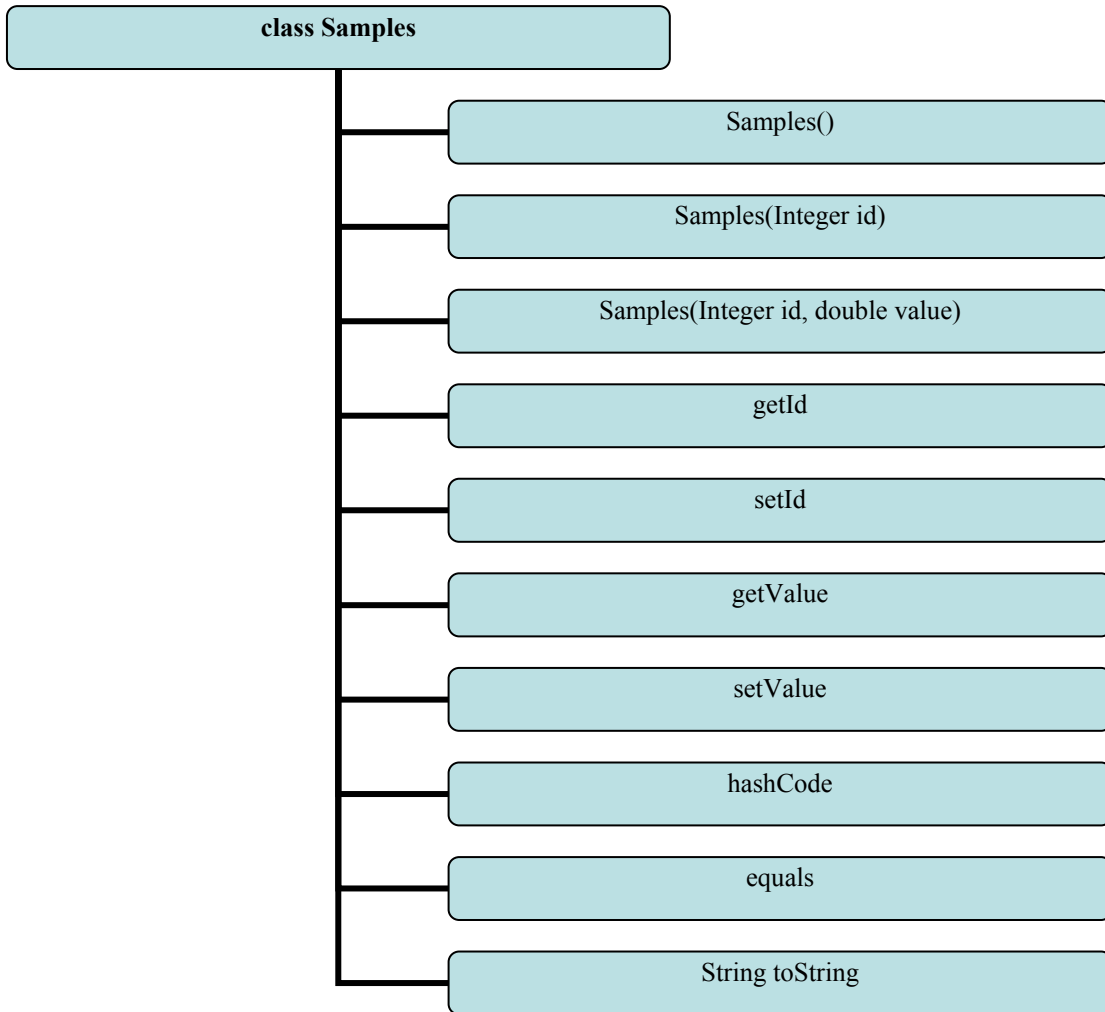 class Samples
Samples()
Samples(Integer id)
Samples(Integer id, double value)
getId
setId
getValue
setValue
hashCode
equals
String toString